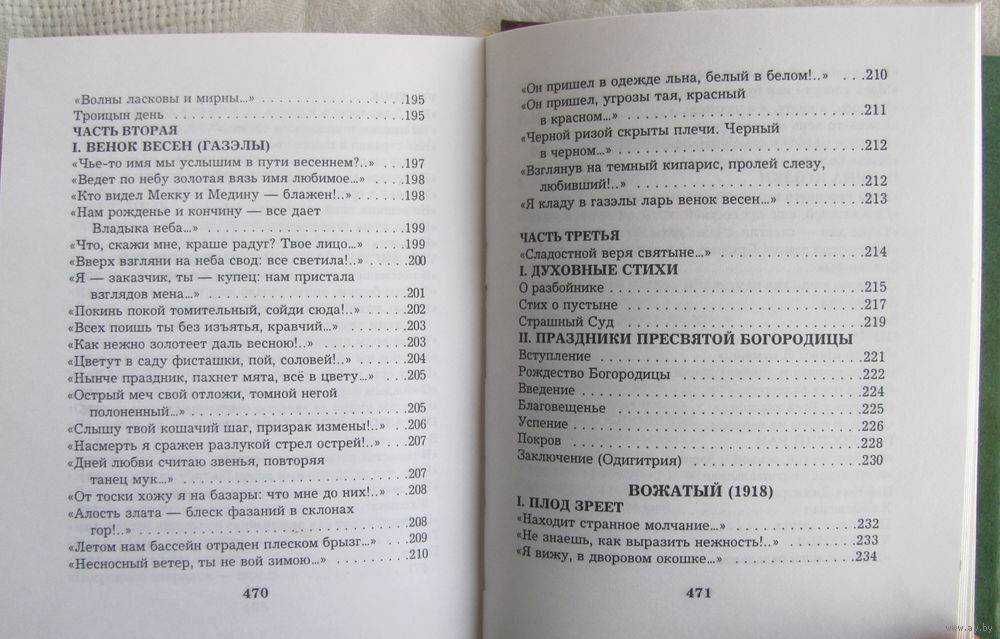 «Волны ласковы и мирны...» . . . . . . . . . . . . . . . . . .195
Троицын день . . . . . . . . . . . . . . . . . . . . . . . . . . .195
ЧАСТЬ ВТОРАЯ
I. ВЕНОК ВЕСЕН (ГАЗЭЛЫ)
«Чье-то имя мы услышим в пути весеннем?..» . . .197
«Ведет по небу золотая вязь имя любимое...» . . . .198
«Кто видел Мекку и Медину — блажен!..» . . . . . .198
«Нам рожденье и кончину — все дает
Владыка неба...» . . . . . . . . . . . . . . . . . . . .199
«Что, скажи мне, краше радуг? Твое лицо...» . . . .199
«Вверх взгляни на неба свод: все светила!..» . . . . 200
«Я — заказчик, ты — купец: нам пристала
взглядов мена...» . . . . . . . . . . . . . . . . . . . .201
«Покинь покой томительный, сойди сюда!..» . . . .202
«Всех поишь ты без изъятья, кравчий...» . . . . . . .203
«Как нежно золотеет даль весною!..» . . . . . . . . . .203
«Цветут в саду фисташки, пой, соловей!..» . . . . . .204
«Нынче праздник, пахнет мята, всё в цвету...» . . .205
«Острый меч свой отложи, томной негой
полоненный...» . . . . . . . . . . . . . . . . . . . . .205
«Слышу твой кошачий шаг, призрак измены!..» . .206
«Насмерть я сражен разлукой стрел острей!..» . . .207
«Дней любви считаю звенья, повторяя
танец мук...» . . . . . . . . . . . . . . . . . . . . . . .207
«От тоски хожу я на базары: что мне до них!..» . .208
«Алость злата — блеск фазаний в склонах
гор!..» . . . . . . . . . . . . . . . . . . . . . . . . . . .208
«Летом нам бассейн отраден плеском брызг...» . . .209
«Несносный ветер, ты не вой зимою...» . . . . . . . . .210
470
«Он пришел в одежде льна, белый в белом!..» . . .210
«Он пришел, угрозы тая, красный
в красном...» . . . . . . . . . . . . . . . . . . . . . . .211
«Черной ризой скрыты плечи. Черный
в черном...» . . . . . . . . . . . . . . . . . . . . . . . .212
«Взглянув на темный кипарис, пролей слезу,
любивший!..» . . . . . . . . . . . . . . . . . . . . . . .212
«Я кладу в газэлы ларь венок весен...» . . . . . . . . .213
ЧАСТЬ ТРЕТЬЯ
«Сладостной веря святыне...» . . . . . . . . . . . . . . . .214
I. ДУХОВНЫЕ СТИХИ
О разбойнике . . . . . . . . . . . . . . . . . . . . . . . . . . .215
Стих о пустыне . . . . . . . . . . . . . . . . . . . . . . . . . .217
Страшный Суд . . . . . . . . . . . . . . . . . . . . . . . . . .219
II. ПРАЗДНИКИ ПРЕСВЯТОЙ БОГОРОДИЦЫ
Вступление . . . . . . . . . . . . . . . . . . . . . . . . . . . . .221
Рождество Богородицы . . . . . . . . . . . . . . . . . . . .222
Введение . . . . . . . . . . . . . . . . . . . . . . . . . . . . . .224
Благовещенье . . . . . . . . . . . . . . . . . . . . . . . . . . .225
Успение . . . . . . . . . . . . . . . . . . . . . . . . . . . . . . .226
Покров . . . . . . . . . . . . . . . . . . . . . . . . . . . . . . . .228
Заключение (Одигитрия) . . . . . . . . . . . . . . . . . . .230
ВОЖАТЫЙ (1918)
I. ПЛОД ЗРЕЕТ
«Находит странное молчание...» . . . . . . . . . . . . .232
«Не знаешь, как выразить нежность!..» . . . . . . . .233
«Я вижу, в дворовом окошке...» . . . . . . . . . . . . . .234
471
www.ay.by